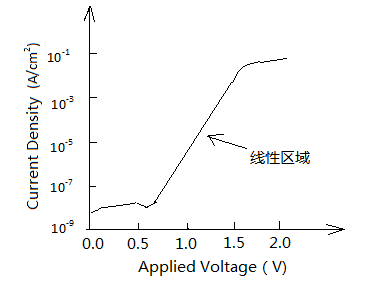 Current Density (A/cm²)
10⁻¹
10⁻³
10⁻⁵
10⁻⁷
10⁻⁹
线性区域
0.0 0.5 1.0 1.5 2.0
Applied Voltage ( V)